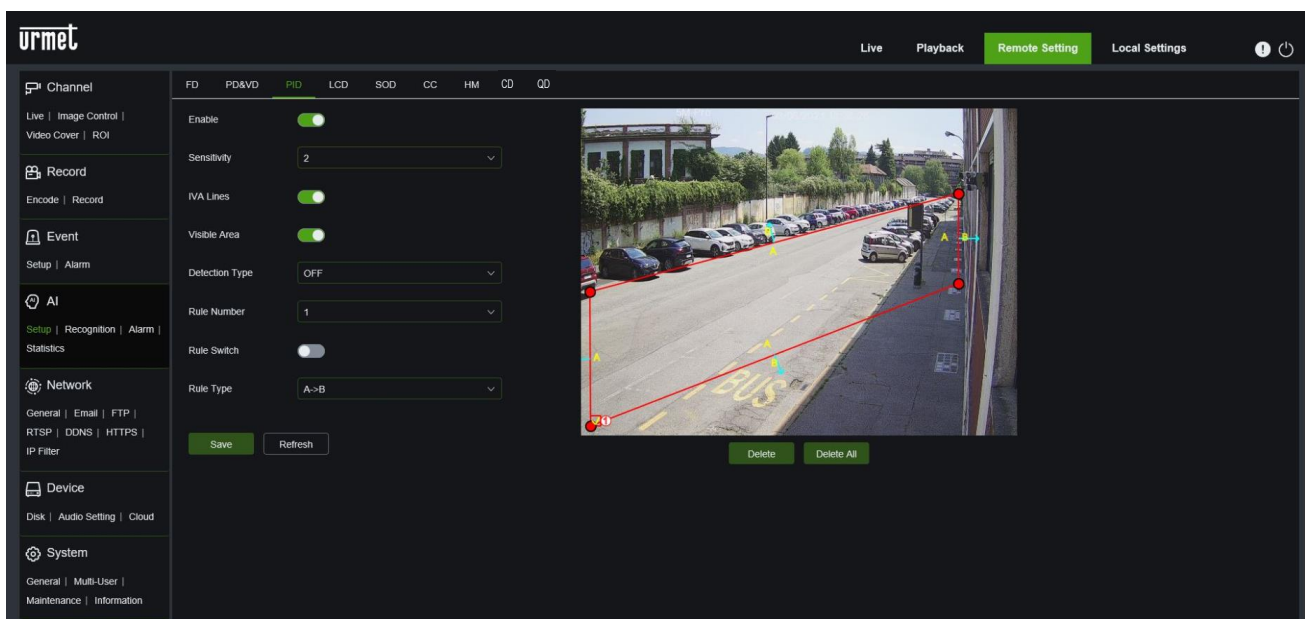 urmet
Live Playback Remote Setting Local Settings
Channel
Live | Image Control |
Video Cover | ROI
Record
Encode | Record
Event
Setup | Alarm
AI
Setup | Recognition | Alarm |
Statistics
Network
General | Email | FTP |
RTSP | DDNS | HTTPS |
IP Filter
Device
Disk | Audio Setting | Cloud
System
General | Multi-User |
Maintenance | Information
FD PD&VD PID LCD SOD CC HM CD QD
Enable
Sensitivity 2
IVA Lines
Visible Area
Detection Type OFF
Rule Number 1
Rule Switch
Rule Type A->B
Save Refresh
B
A
A B
A
A
B
BUS
1
Delete Delete All